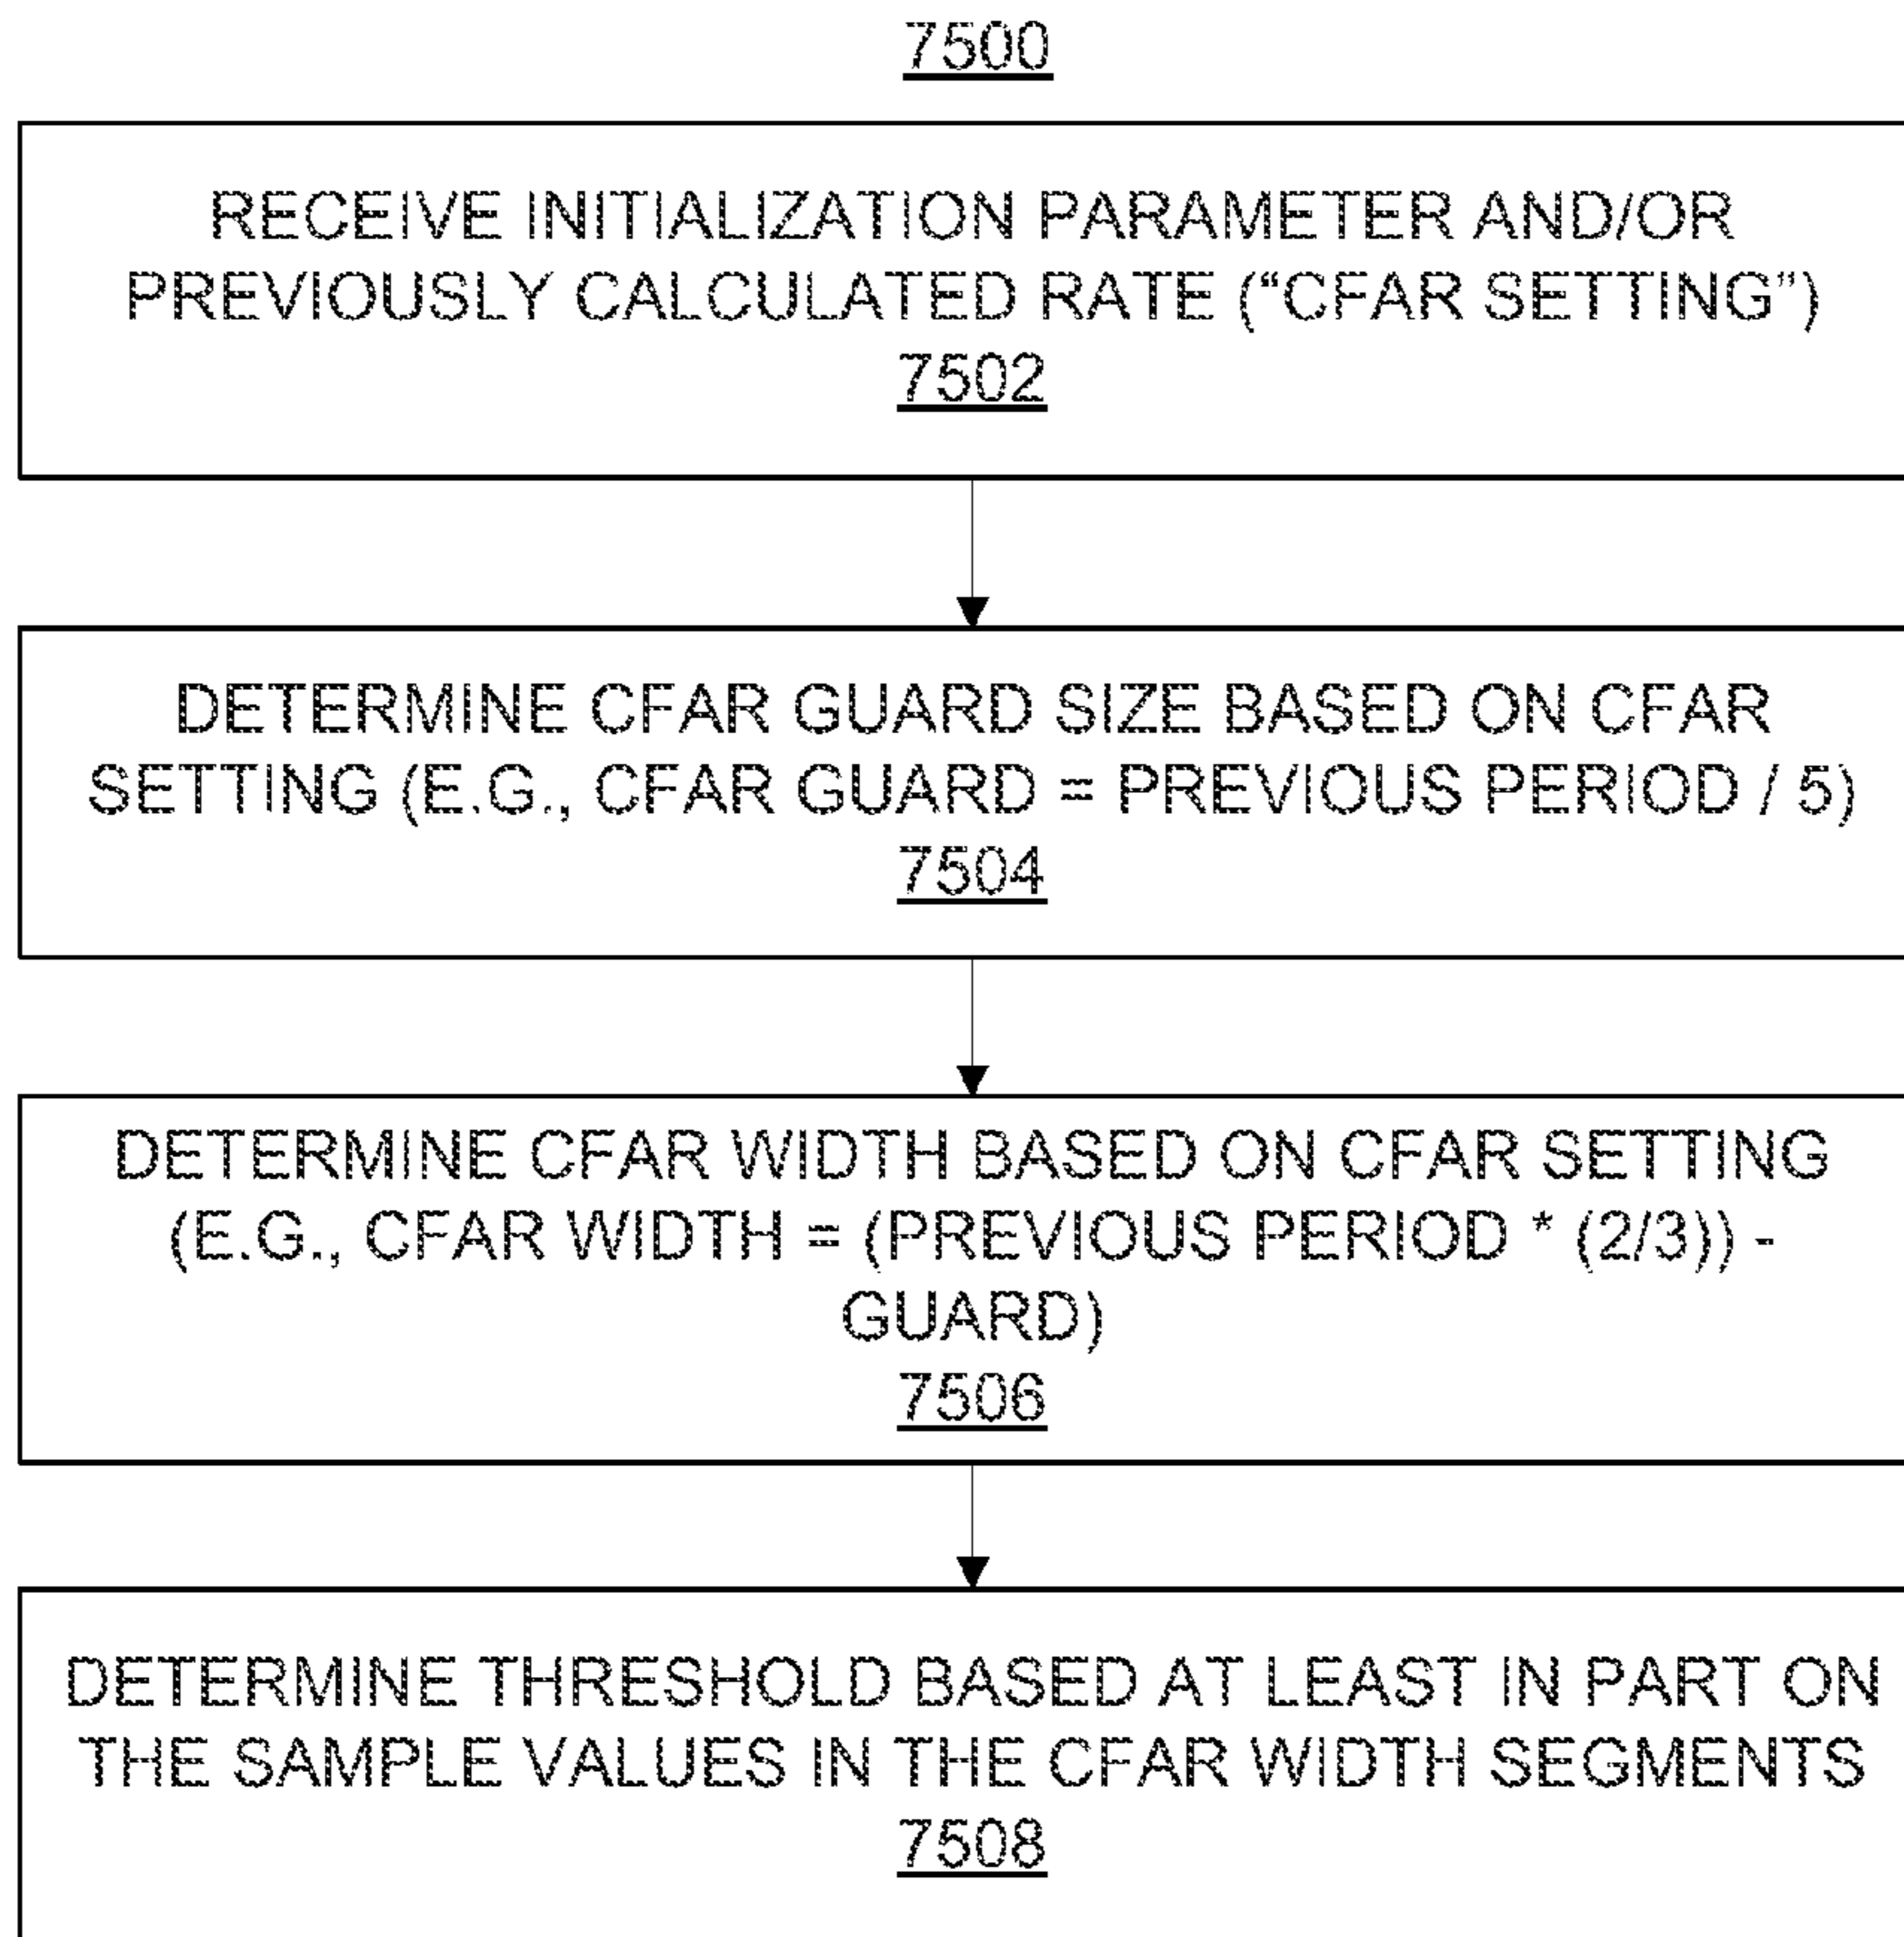 7500
RECEIVE INITIALIZATION PARAMETER AND/OR
PREVIOUSLY CALCULATED RATE (“CFAR SETTING”)
7502
DETERMINE CFAR GUARD SIZE BASED ON CFAR
SETTING (E.G., CFAR GUARD = PREVIOUS PERIOD / 5)
7504
DETERMINE CFAR WIDTH BASED ON CFAR SETTING
(E.G., CFAR WIDTH = (PREVIOUS PERIOD * (2/3)) -
GUARD)
7506
DETERMINE THRESHOLD BASED AT LEAST IN PART ON
THE SAMPLE VALUES IN THE CFAR WIDTH SEGMENTS
7508